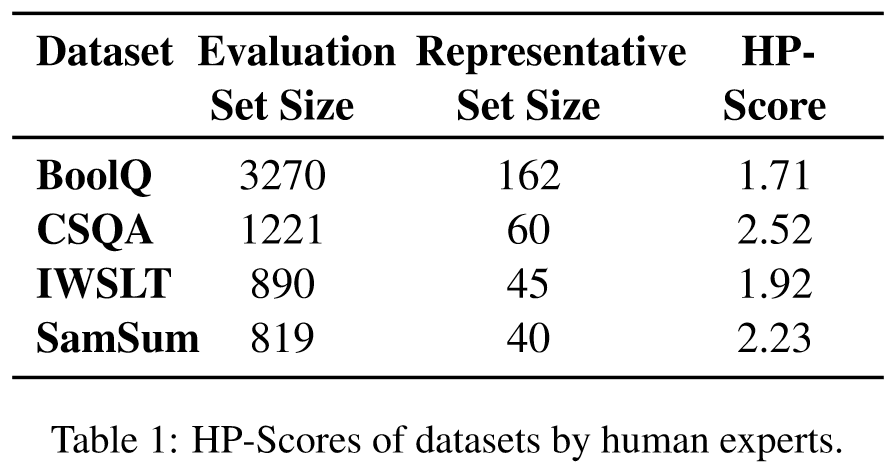 Dataset Evaluation Representative HP-
Set Size Set Size Score
BoolQ 3270 162 1.71
CSQA 1221 60 2.52
IWSLT 890 45 1.92
SamSum 819 40 2.23
Table 1: HP-Scores of datasets by human experts.